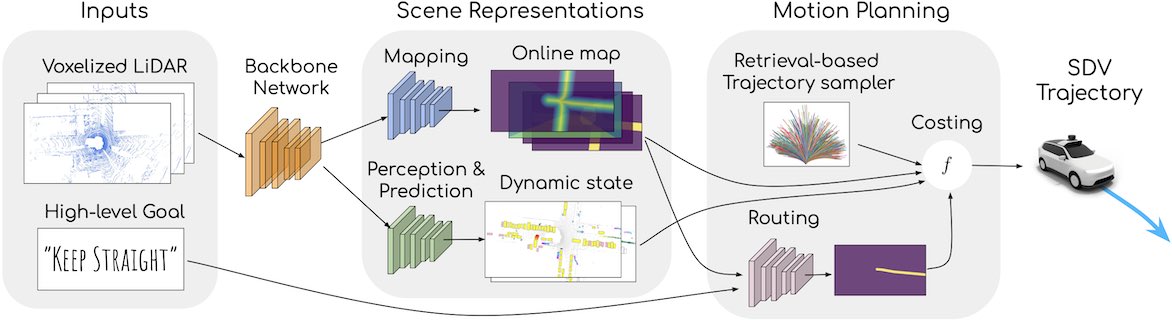 Inputs
Scene Representations
Motion Planning
Voxelized LiDAR
Backbone
Network
Mapping
Online map
Retrieval-based
Trajectory sampler
SDV
Trajectory
Costing
f
Perception &
Prediction
Dynamic state
High-level Goal
"KEEP STRAIGHT"
Routing